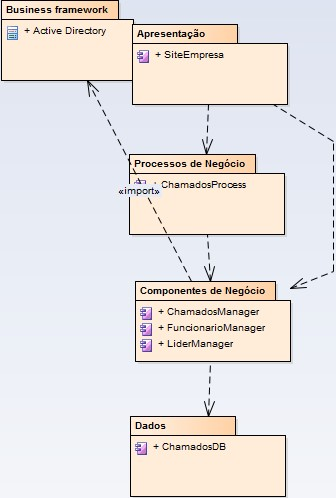 Business framework
+ Active Directory
Apresentação
+ SiteEmpresa
Processos de Negócio
+ ChamadosProcess
«import»
Componentes de Negócio
+ ChamadosManager
+ FuncionarioManager
+ LiderManager
Dados
+ ChamadosDB